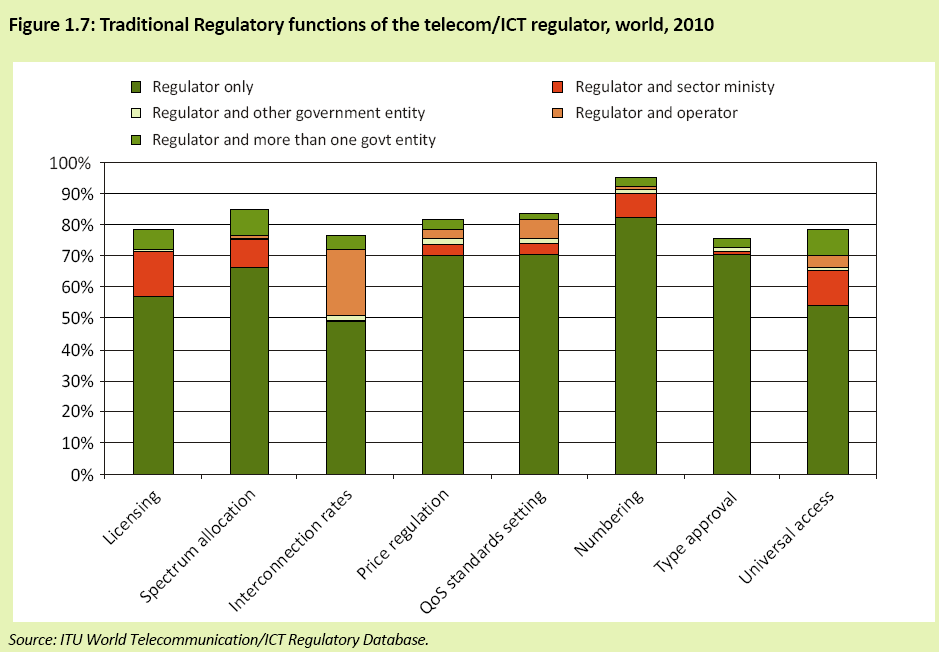 Figure 1.7: Traditional Regulatory functions of the telecom/ICT regulator, world, 2010
Regulator only
Regulator and sector ministy
Regulator and other government entity
Regulator and operator
Regulator and more than one govt entity
100%
90%
80%
70%
60%
50%
40%
30%
20%
10%
0%
Licensing
Spectrum allocation
Interconnection rates
Price regulation
QoS standards setting
Numbering
Type approval
Universal access
Source: ITU World Telecommunication/ICT Regulatory Database.